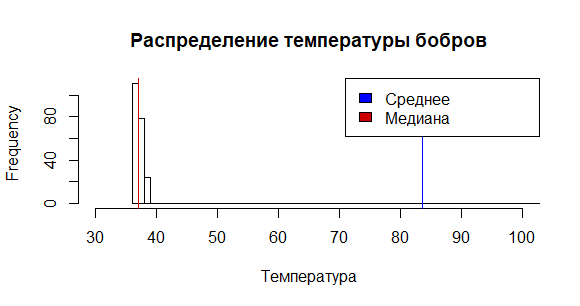 Распределение температуры бобров
Frequency
0
40
80
Среднее
Медиана
30 40 50 60 70 80 90 100
Температура